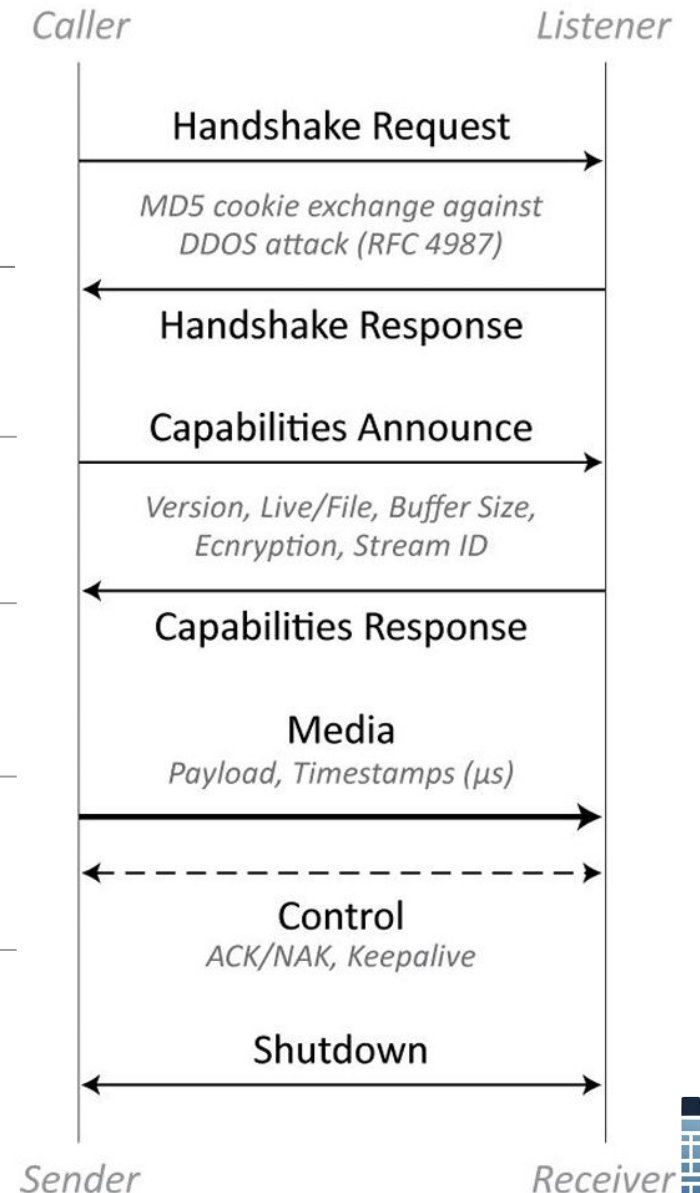 Caller
Listener
Handshake Request
MD5 cookie exchange against
DDOS attack (RFC 4987)
Handshake Response
Capabilities Announce
Version, Live/File, Buffer Size,
Ecnryption, Stream ID
Capabilities Response
Media
Payload, Timestamps (μs)
Control
ACK/NAK, Keepalive
Shutdown
Sender
Receiver